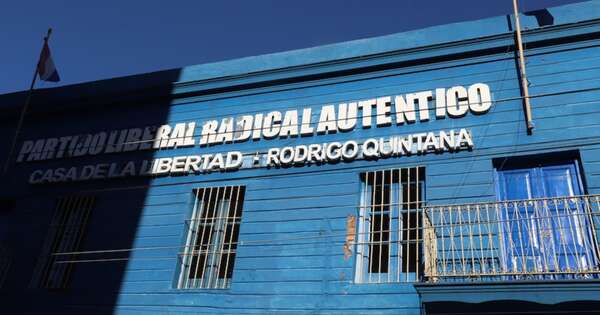 PARTIDO LIBERAL RADICAL AUTENTICO
CASA DE LA LIBERTAD - RODRIGO QUINTANA